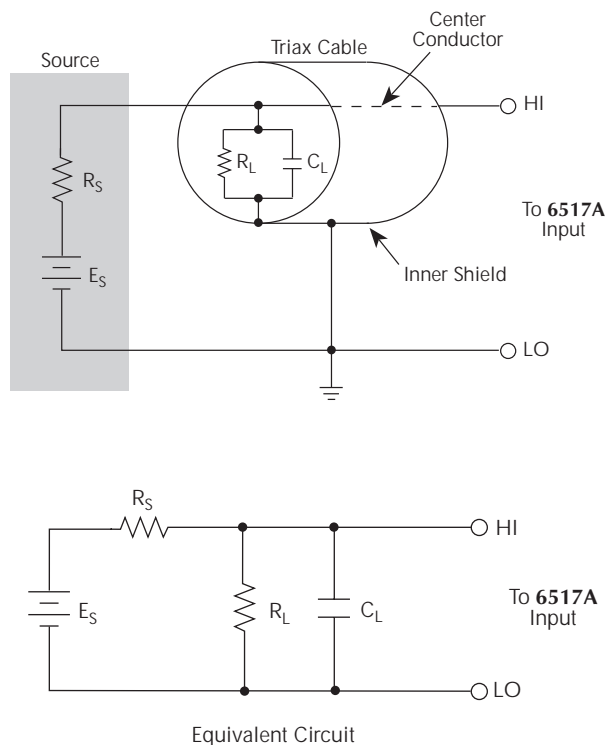 Source
Triax Cable
Center
Conductor
HI
R_S
R_L
C_L
To 6517A
Input
E_S
Inner Shield
LO
R_S
HI
E_S
R_L
C_L
To 6517A
Input
LO
Equivalent Circuit